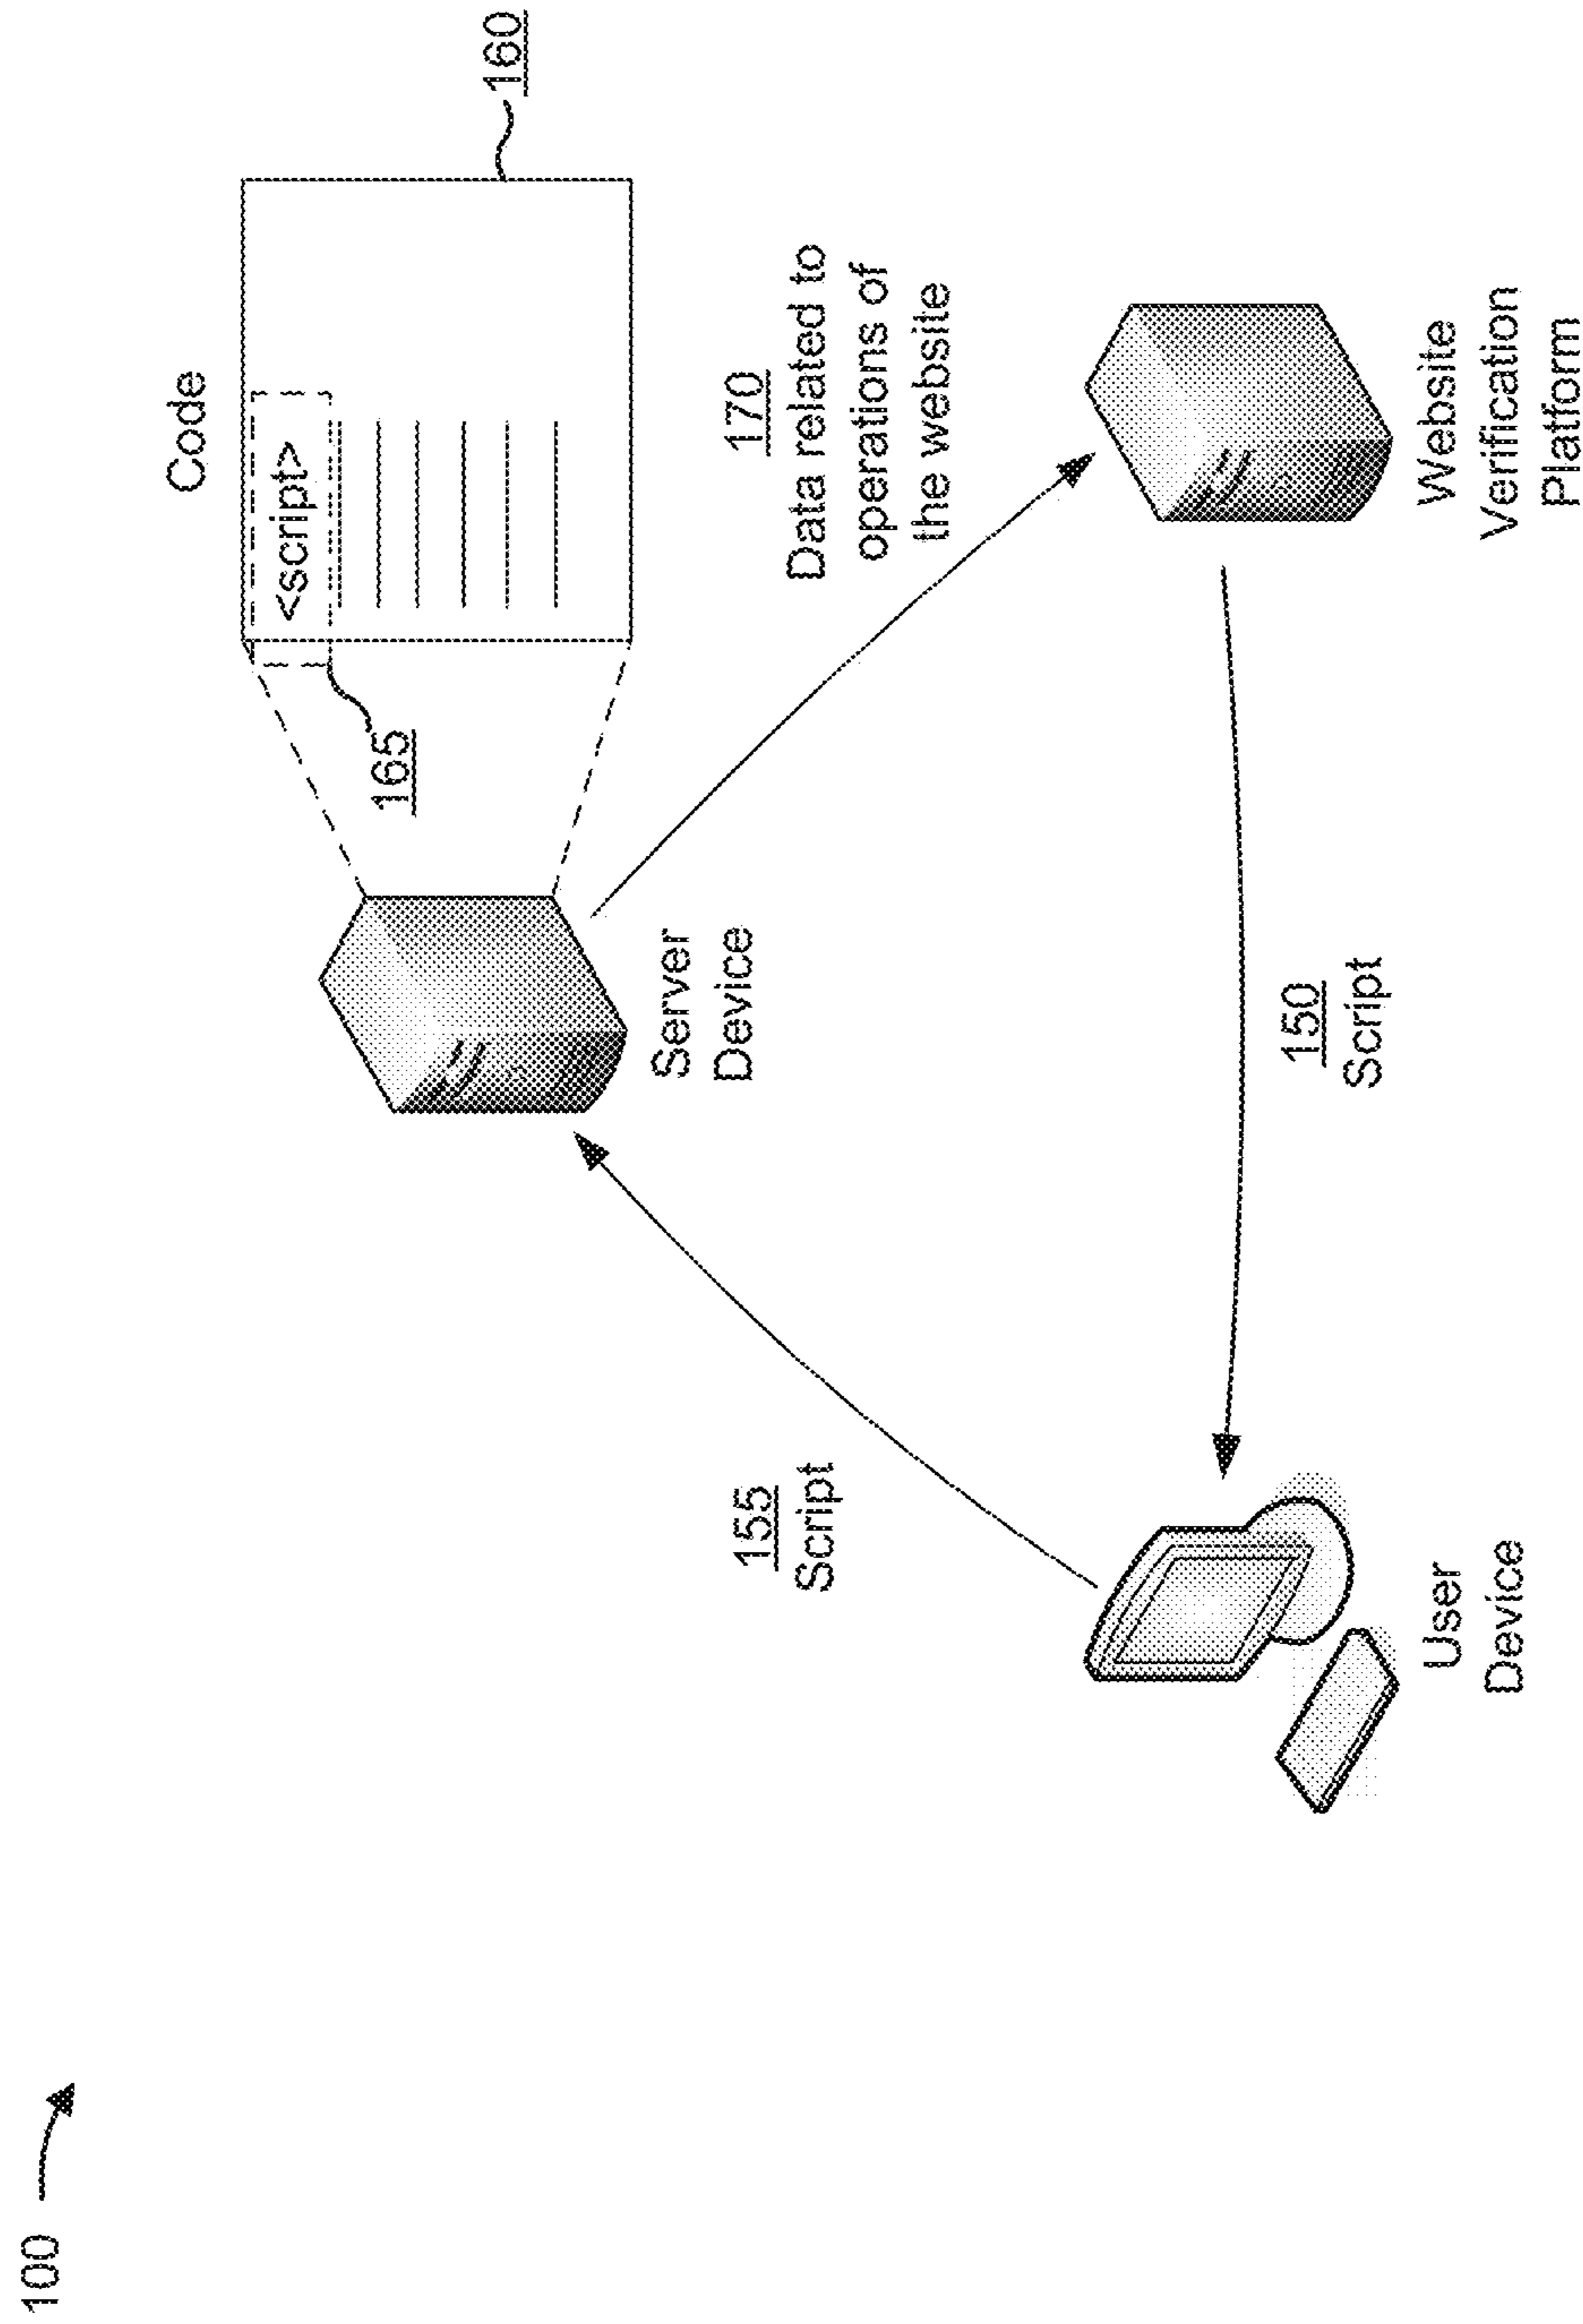 100
Code
<script>
160
165
Server
Device
170
Data related to
operations of
the website
155
Script
150
Script
User
Device
Website
Verification
Platform